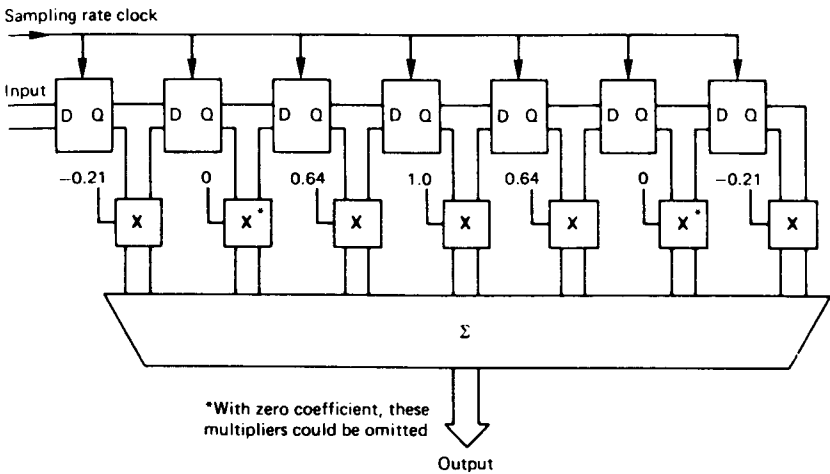 Sampling rate clock
Input
D Q D Q D Q D Q D Q D Q D Q
−0.21 0 0.64 1.0 0.64 0 −0.21
X X* X X X X* X
Σ
*With zero coefficient, these
multipliers could be omitted
Output